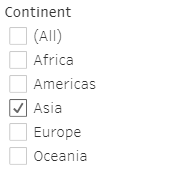 Continent
(All)
Africa
Americas
Asia
Europe
Oceania